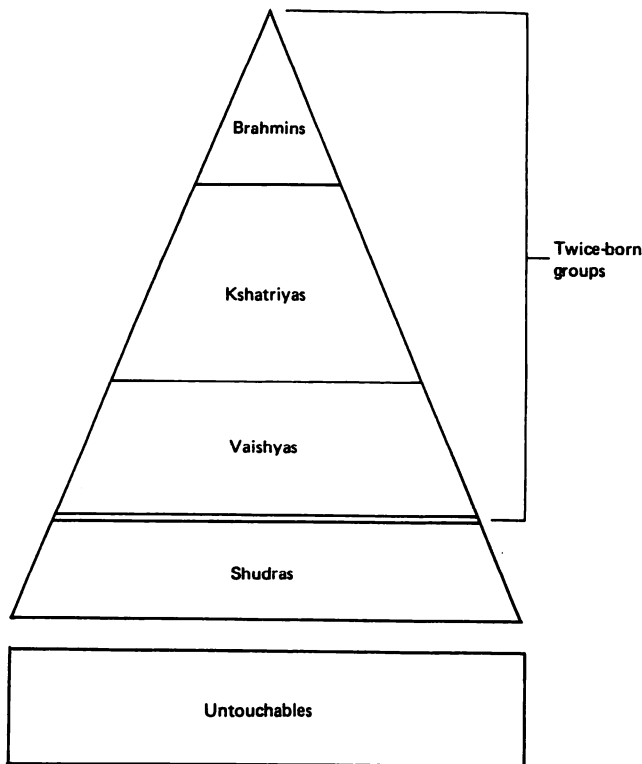 Brahmins
Kshatriyas
Twice-born
groups
Vaishyas
Shudras
Untouchables